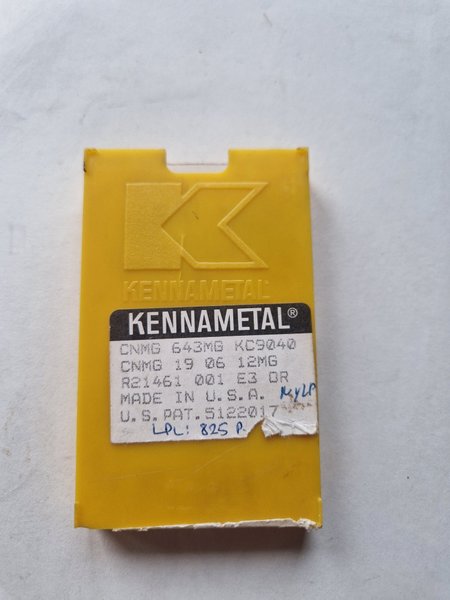 KENNAMETAL
KENNAMETAL®
CNMG 643MG KC9040
CNMG 19 06 12MG
R21461 001 E3 OR
MADE IN U.S.A.
U.S.PAT.5122017
LPL: 825 P